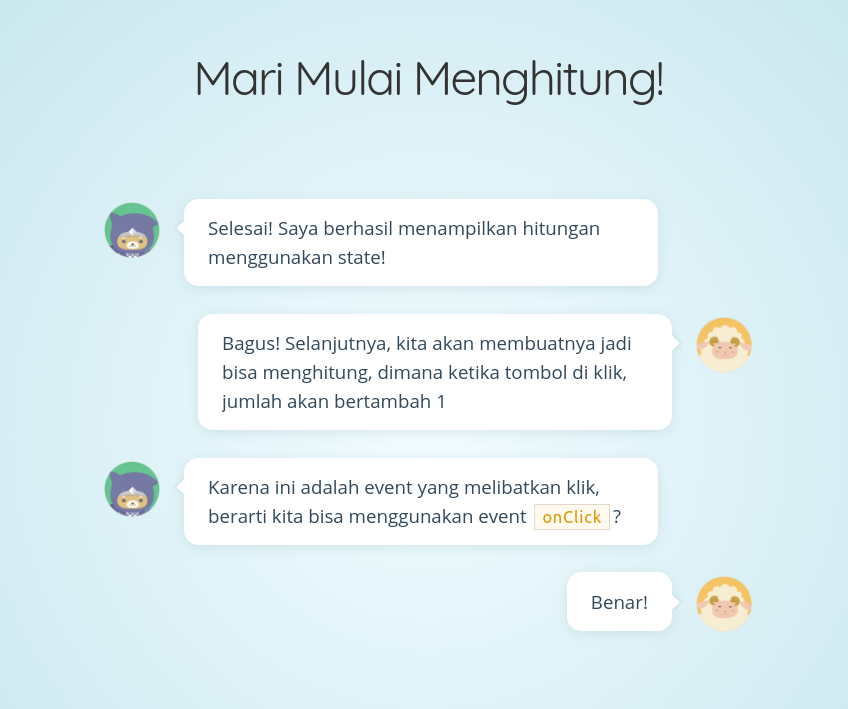 Mari Mulai Menghitung!
Selesai! Saya berhasil menampilkan hitungan
menggunakan state!
Bagus! Selanjutnya, kita akan membuatnya jadi
bisa menghitung, dimana ketika tombol di klik,
jumlah akan bertambah 1
Karena ini adalah event yang melibatkan klik,
berarti kita bisa menggunakan event onClick ?
Benar!